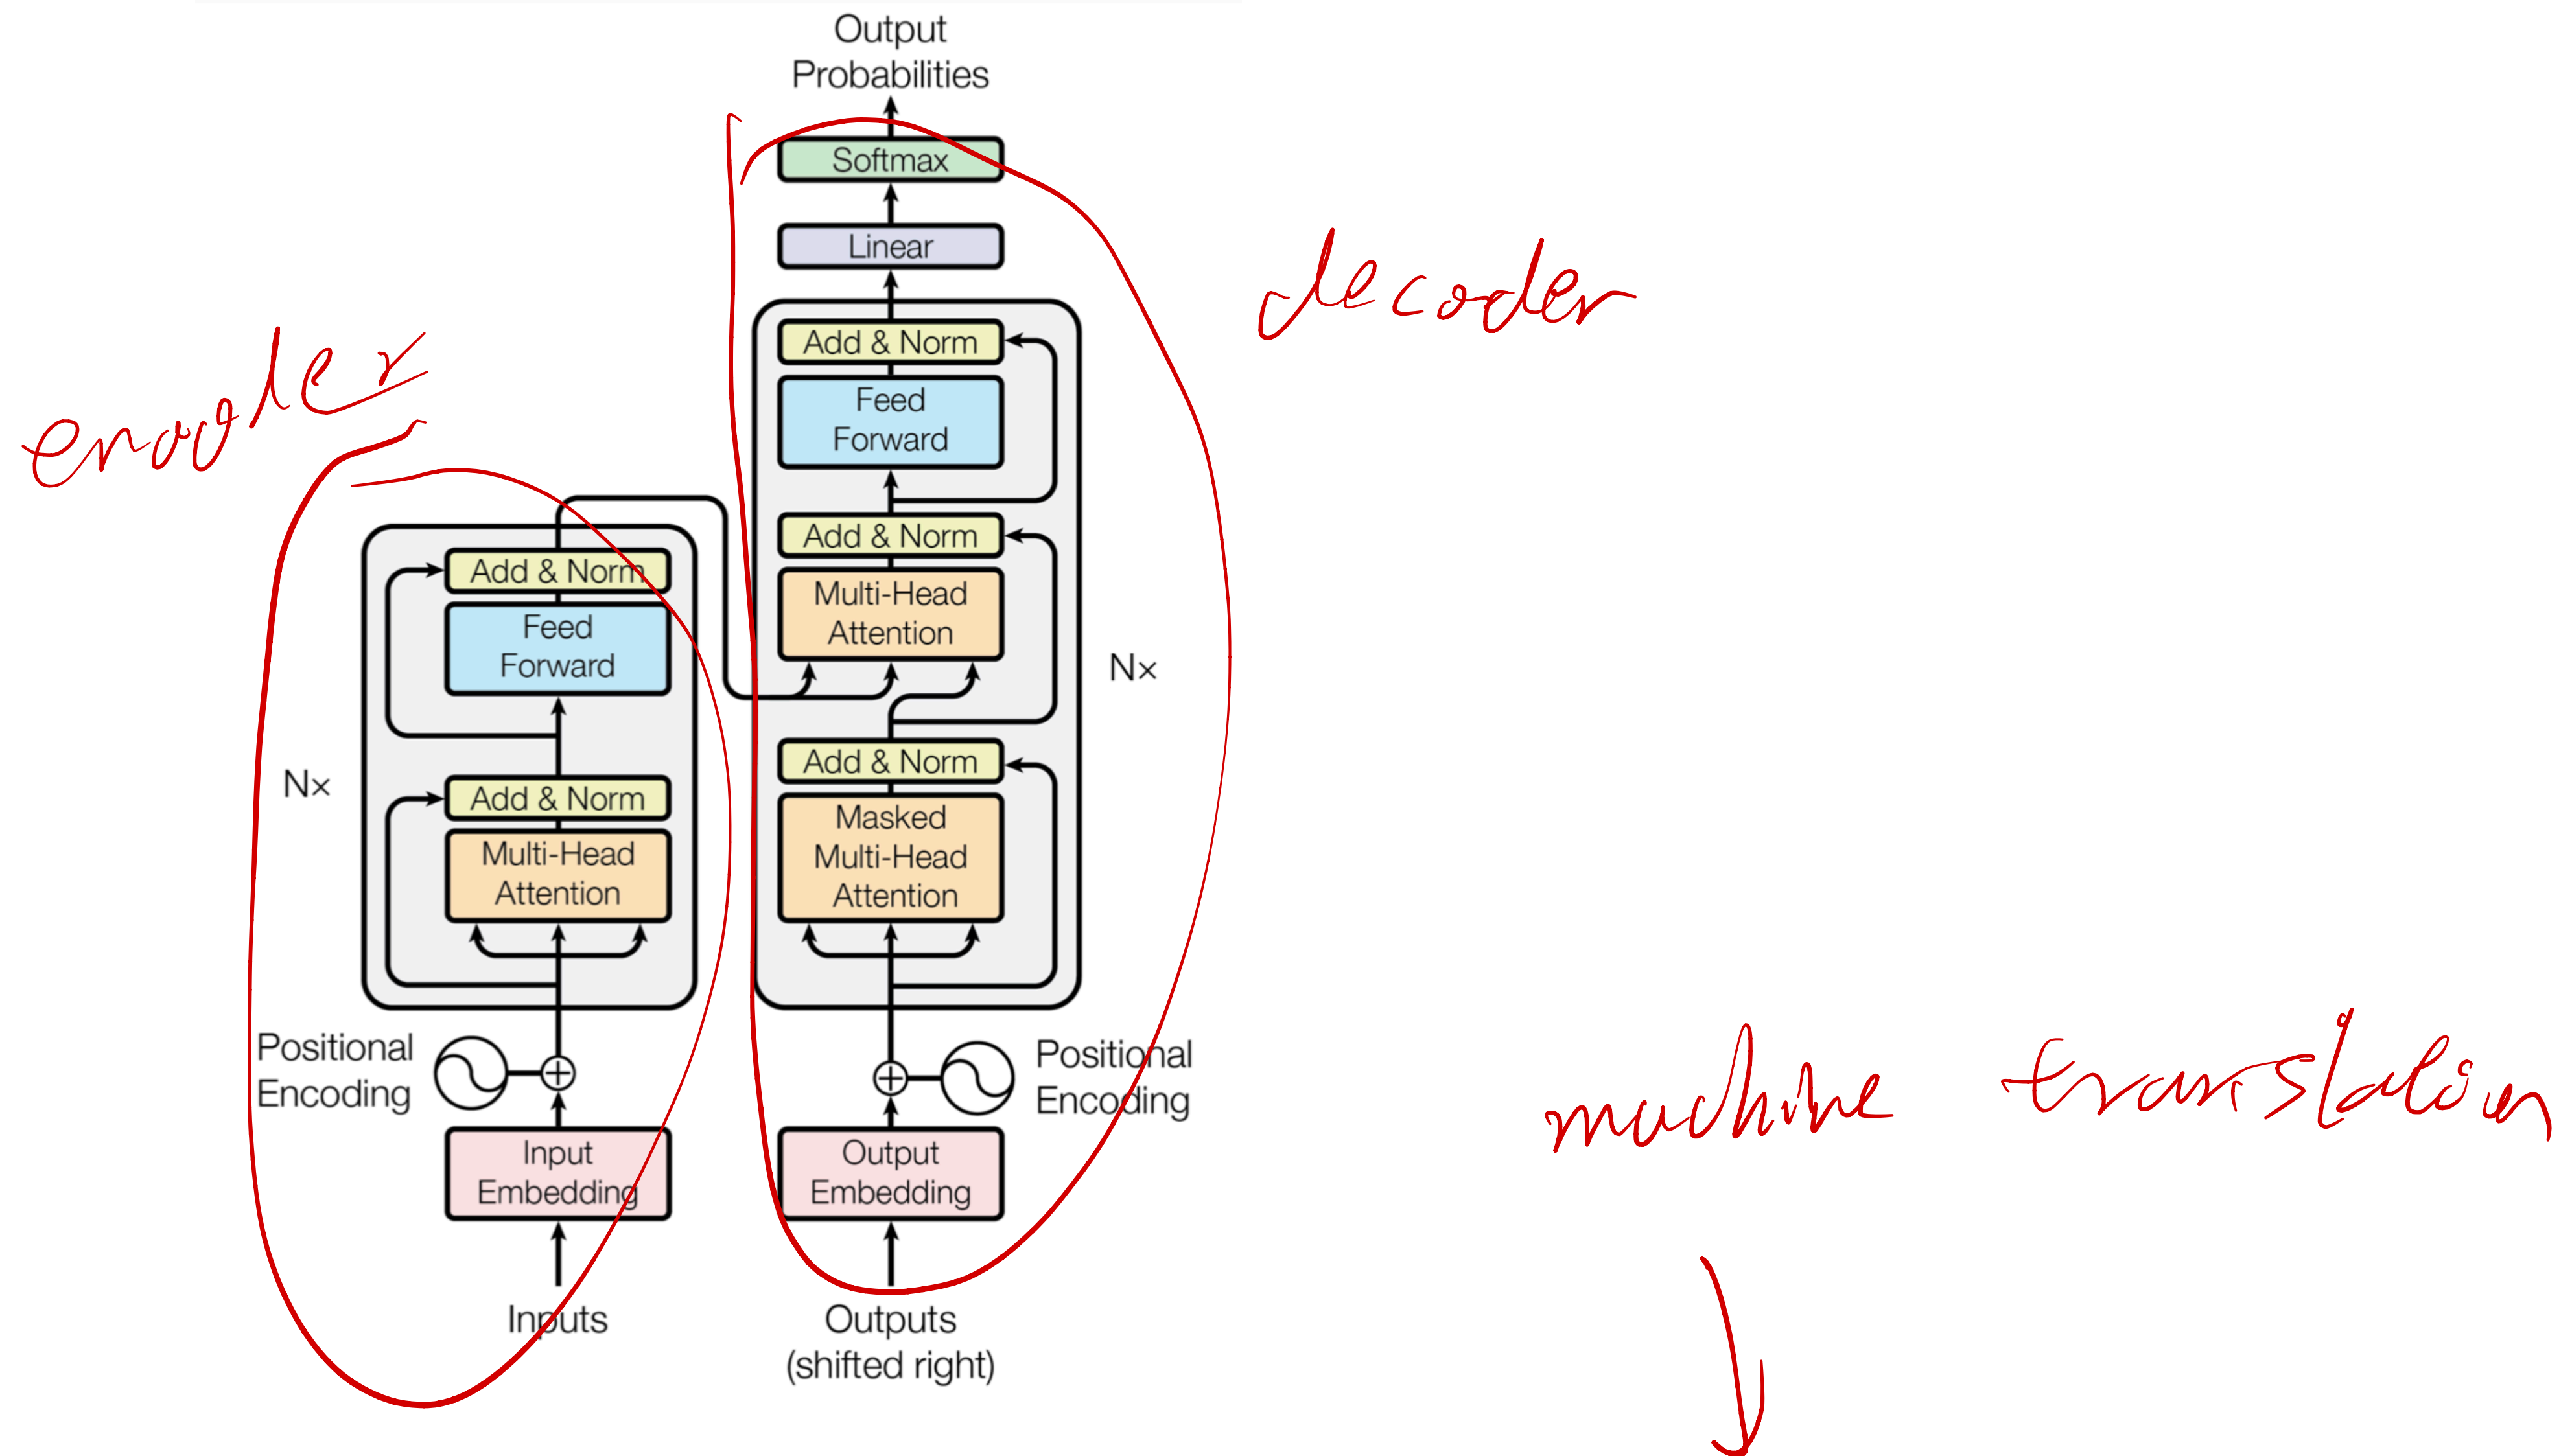 Output
Probabilities
Softmax
Linear
Add & Norm
Feed
Forward
Add & Norm
Multi-Head
Attention
Nx
Add & Norm
Masked
Multi-Head
Attention
Positional
Encoding
Output
Embedding
Outputs
(shifted right)
decoder
encoder
Add & Norm
Feed
Forward
Nx
Add & Norm
Multi-Head
Attention
Positional
Encoding
Input
Embedding
Inputs
machine translation